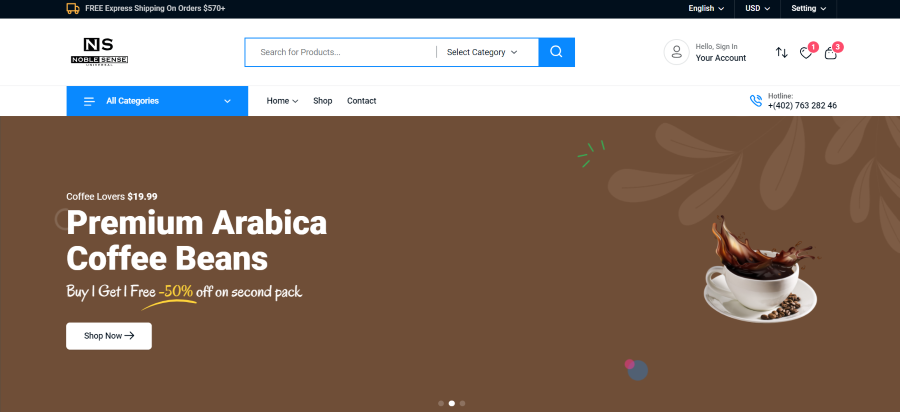 FREE Express Shipping On Orders $570+
English
USD
Setting
NS
NOBLE SENSE
UNIVERSAL
Search for Products...
Select Category
Hello, Sign In
Your Account
1
3
All Categories
Home
Shop
Contact
Hotline:
+(402) 763 282 46
Coffee Lovers $19.99
Premium Arabica
Coffee Beans
Buy 1 Get 1 Free -50% off on second pack
Shop Now